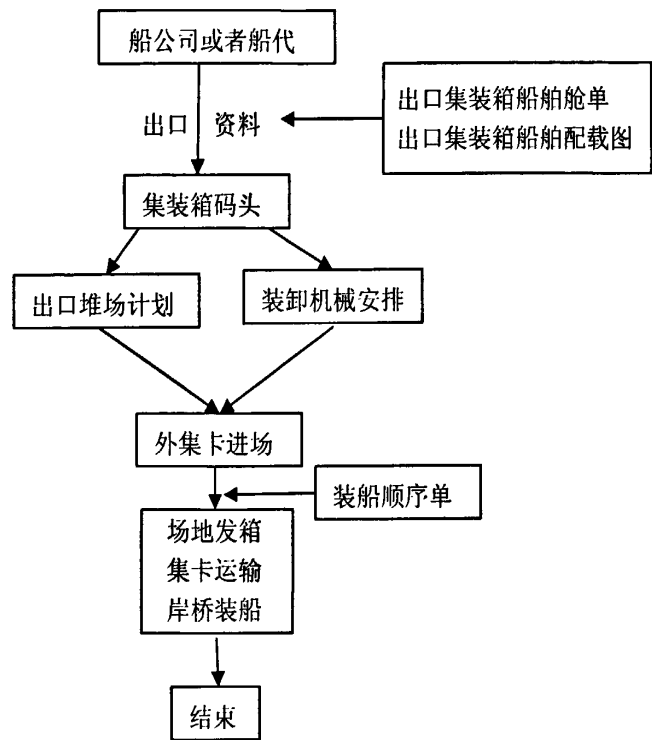 船公司或者船代
出口 资料
出口集装箱船舶舱单
出口集装箱船舶配载图
集装箱码头
出口堆场计划
装卸机械安排
外集卡进场
装船顺序单
场地发箱
集卡运输
岸桥装船
结束